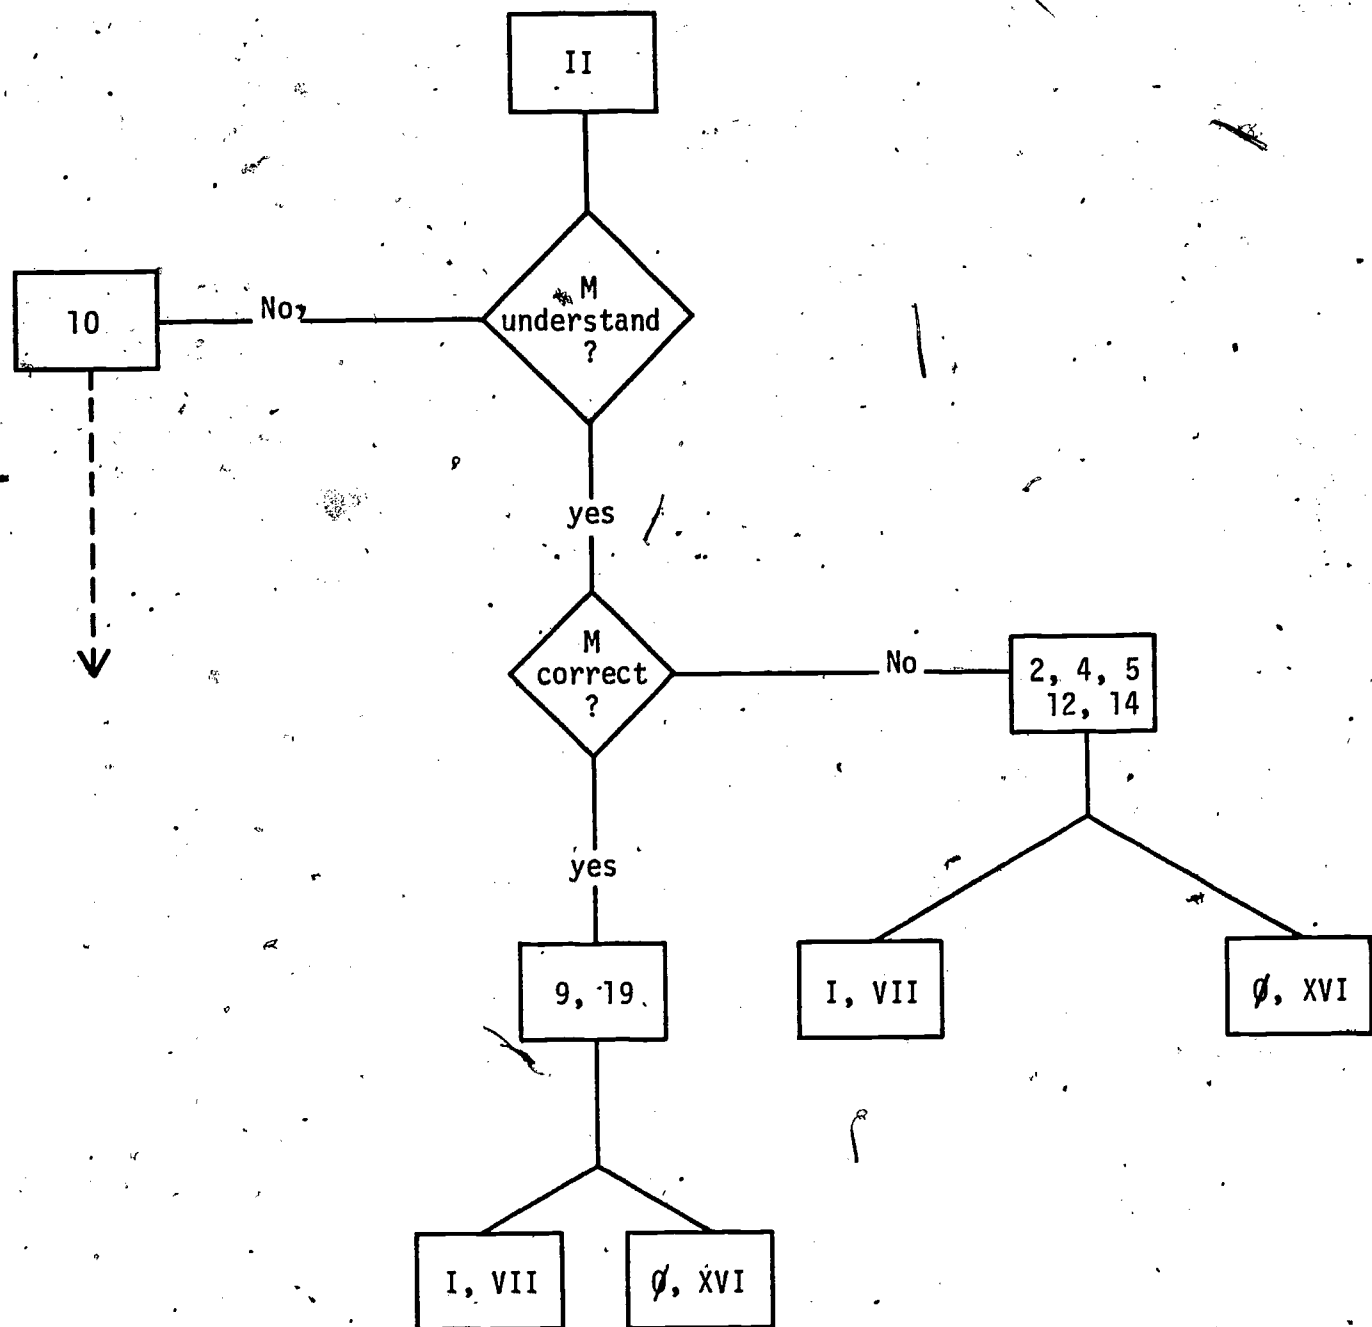 II
M
understand
?
10
No
yes
M
correct
?
No
2, 4, 5
12, 14
yes
9, 19
I, VII
Ø, XVI
I, VII
Ø, XVI